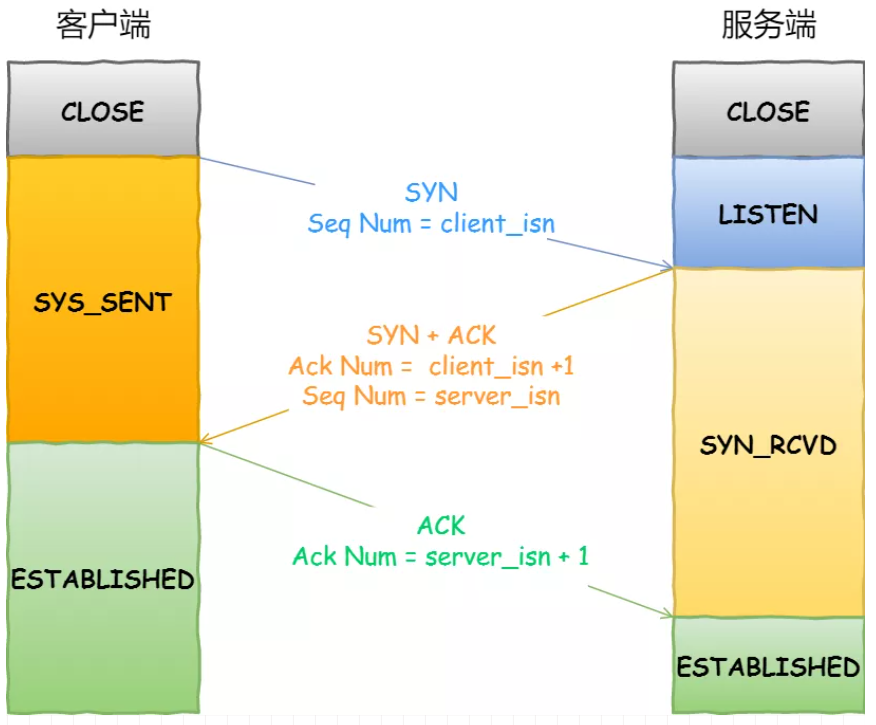 客户端
服务端
CLOSE
CLOSE
SYN
Seq Num = client_isn
LISTEN
SYS_SENT
SYN + ACK
Ack Num =  client_isn +1
Seq Num = server_isn
SYN_RCVD
ACK
Ack Num = server_isn + 1
ESTABLISHED
ESTABLISHED